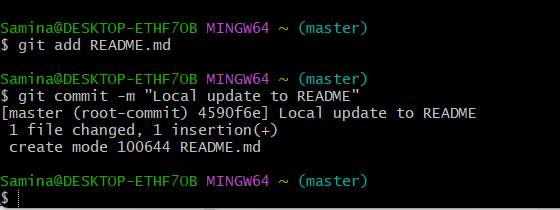 Samina@DESKTOP-ETHF7OB MINGW64 ~ (master)
$ git add README.md
Samina@DESKTOP-ETHF7OB MINGW64 ~ (master)
$ git commit -m "Local update to README"
[master (root-commit) 4590f6e] Local update to README
 1 file changed, 1 insertion(+)
 create mode 100644 README.md
Samina@DESKTOP-ETHF7OB MINGW64 ~ (master)
$